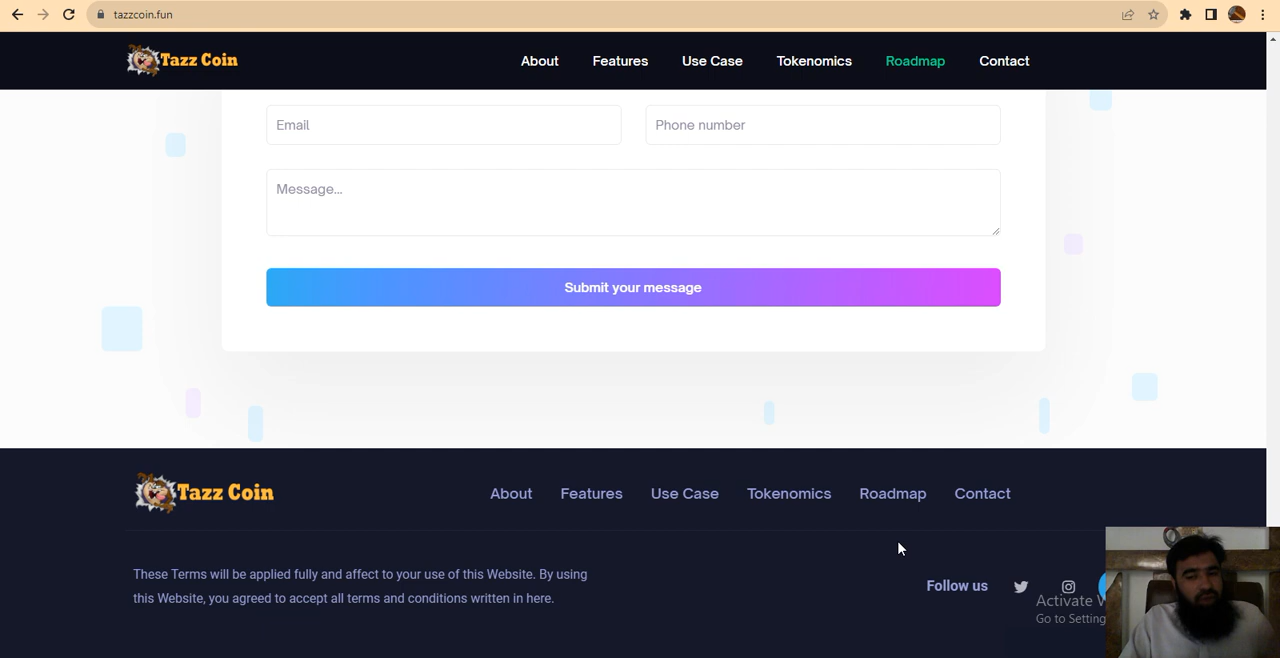 tazzcoin.fun
Tazz Coin About Features Use Case Tokenomics Roadmap Contact
Email Phone number
Message...
Submit your message
Tazz Coin About Features Use Case Tokenomics Roadmap Contact
These Terms will be applied fully and affect to your use of this Website. By using
this Website, you agreed to accept all terms and conditions written in here.
Follow us
Activate
Go to Setting